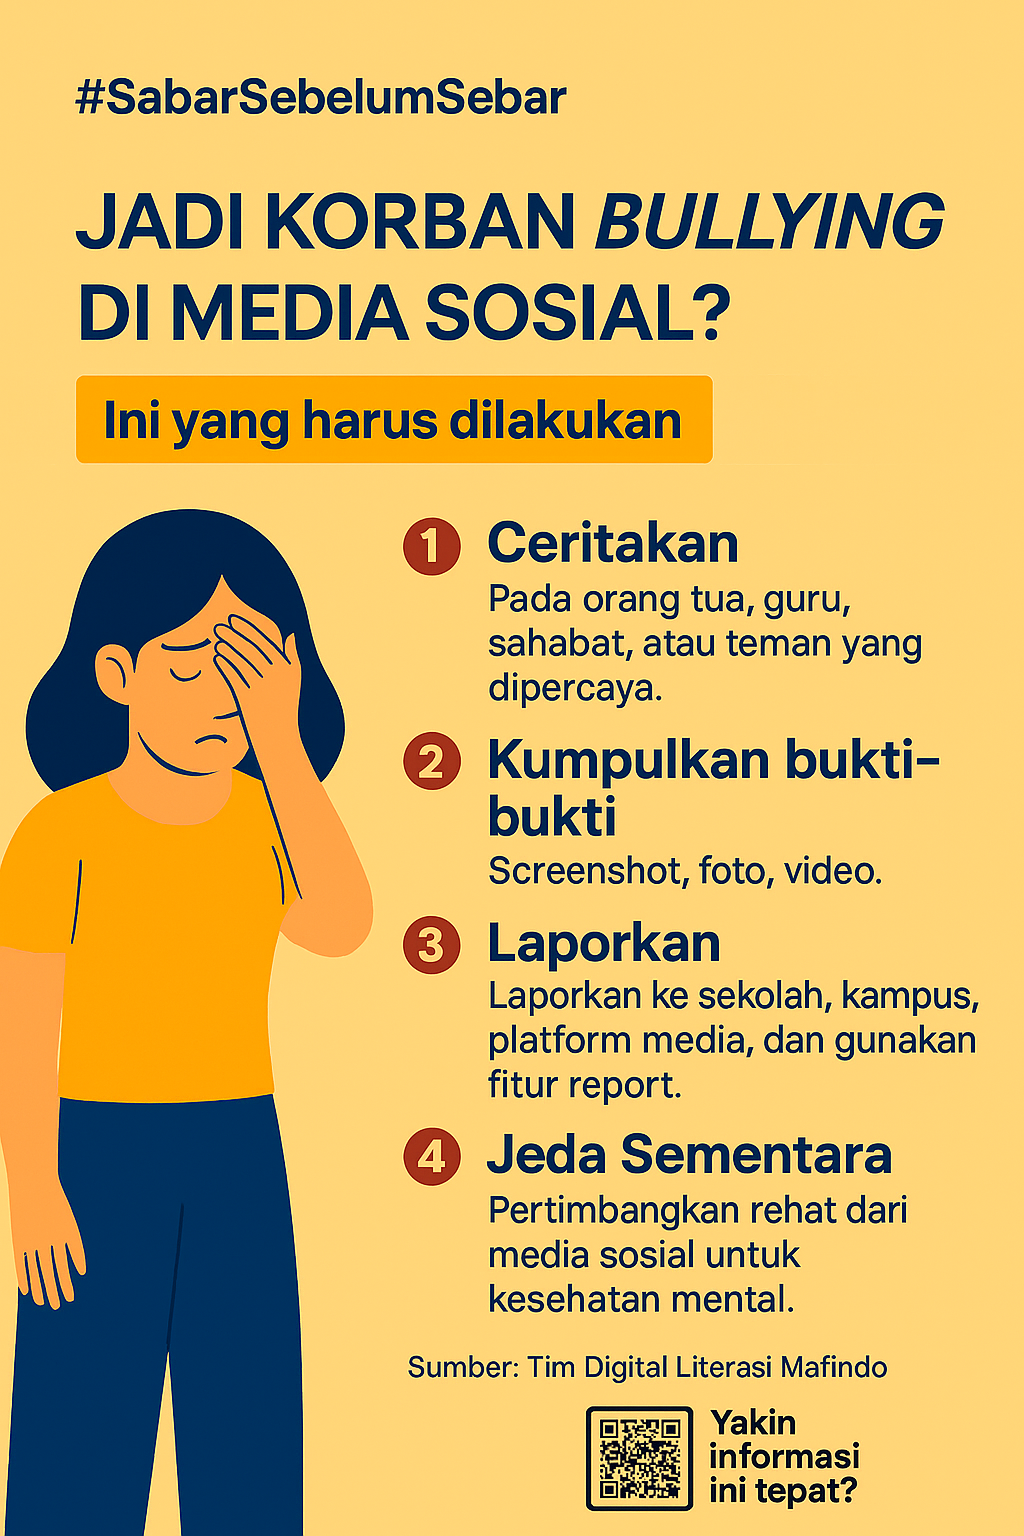 #SabarSebelumSebar
JADI KORBAN BULLYING
DI MEDIA SOSIAL?
Ini yang harus dilakukan
1 Ceritakan
Pada orang tua, guru,
sahabat, atau teman yang
dipercaya.
2 Kumpulkan bukti-
bukti
Screenshot, foto, video.
3 Laporkan
Laporkan ke sekolah, kampus,
platform media, dan gunakan
fitur report.
4 Jeda Sementara
Pertimbangkan rehat dari
media sosial untuk
kesehatan mental.
Sumber: Tim Digital Literasi Mafindo
Yakin
informasi
ini tepat?